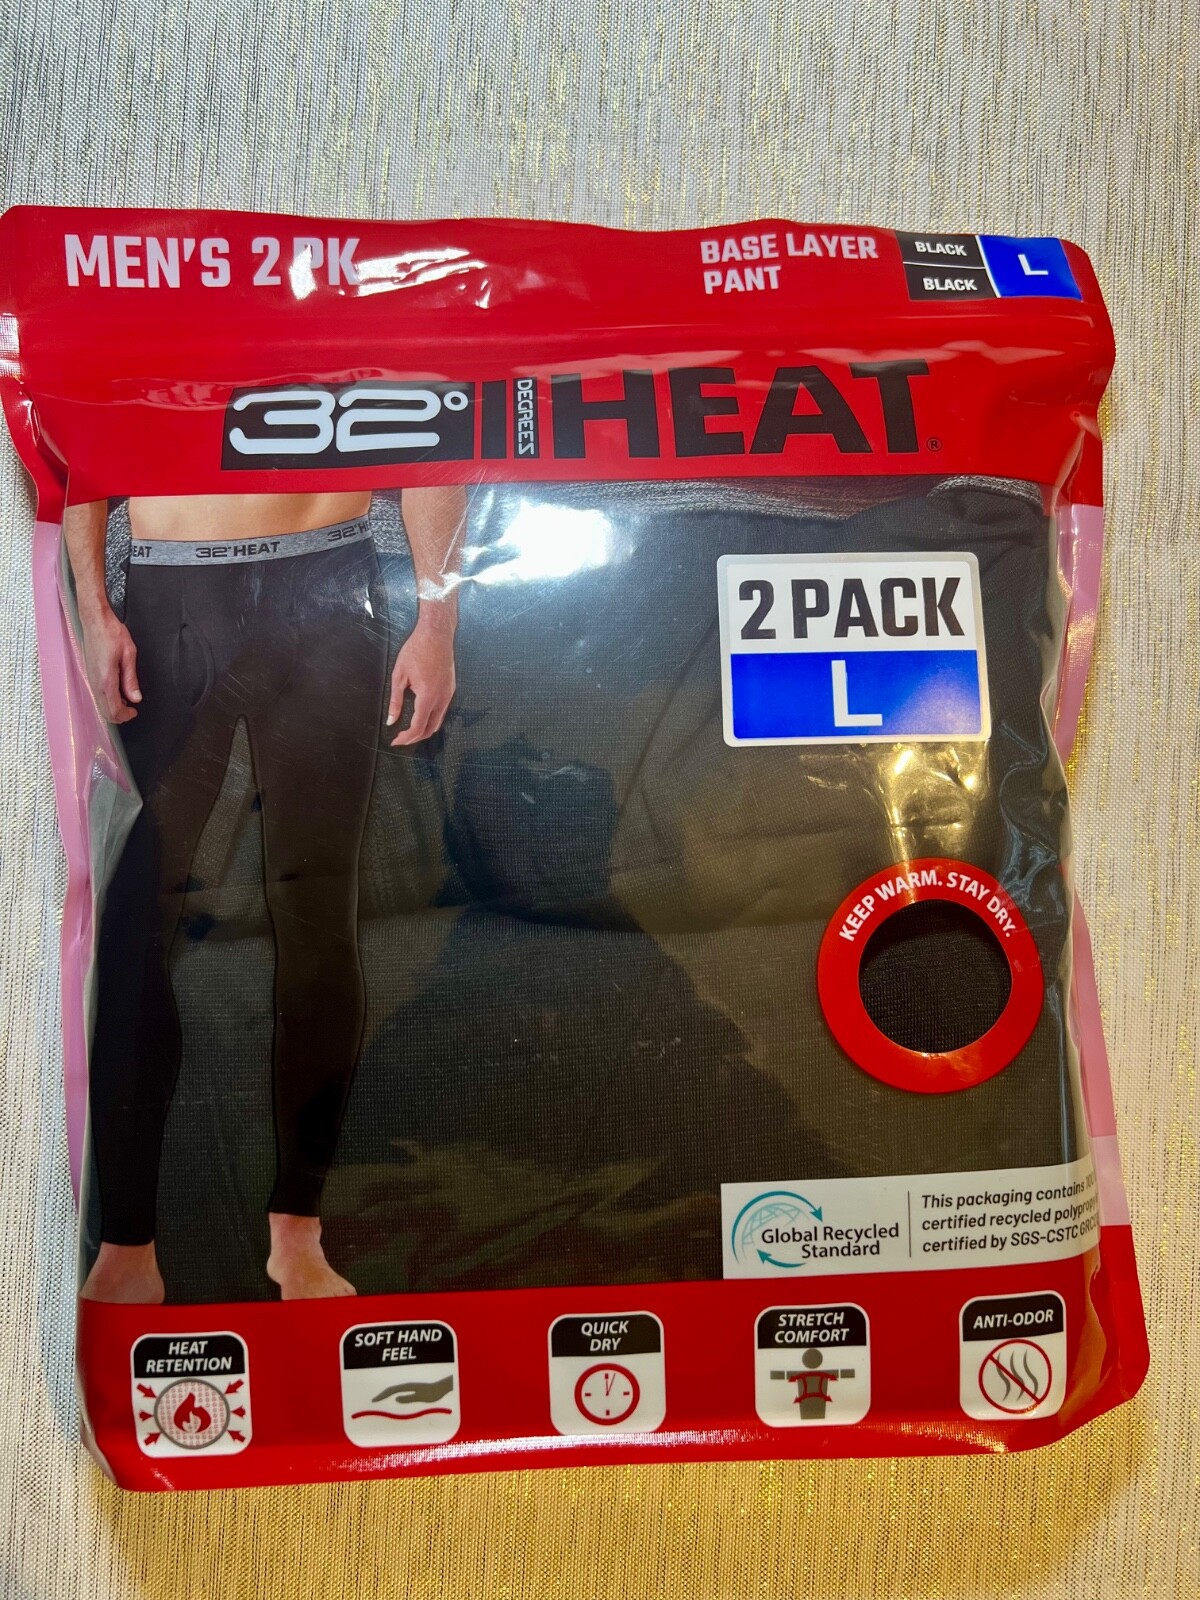 MEN'S 2 PK
BASE LAYER
PANT
BLACK
BLACK
L
32° DEGREES HEAT®
EAT
32°HEAT
32°H
2 PACK
L
KEEP WARM. STAY DRY.
Global Recycled
Standard
This packaging contains
certified recycled
certified by SGS-CSTC
HEAT
RETENTION
SOFT HAND
FEEL
QUICK
DRY
STRETCH
COMFORT
ANTI-ODOR